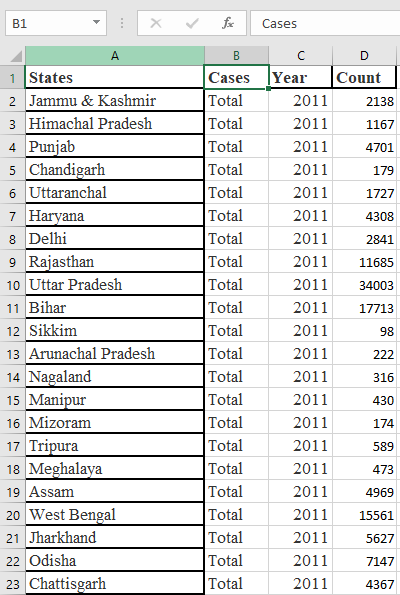 B1 fx Cases
A B C D
1 States Cases Year Count
2 Jammu & Kashmir Total 2011 2138
3 Himachal Pradesh Total 2011 1167
4 Punjab Total 2011 4701
5 Chandigarh Total 2011 179
6 Uttaranchal Total 2011 1727
7 Haryana Total 2011 4308
8 Delhi Total 2011 2841
9 Rajasthan Total 2011 11685
10 Uttar Pradesh Total 2011 34003
11 Bihar Total 2011 17713
12 Sikkim Total 2011 98
13 Arunachal Pradesh Total 2011 222
14 Nagaland Total 2011 316
15 Manipur Total 2011 430
16 Mizoram Total 2011 174
17 Tripura Total 2011 589
18 Meghalaya Total 2011 473
19 Assam Total 2011 4969
20 West Bengal Total 2011 15561
21 Jharkhand Total 2011 5627
22 Odisha Total 2011 7147
23 Chattisgarh Total 2011 4367